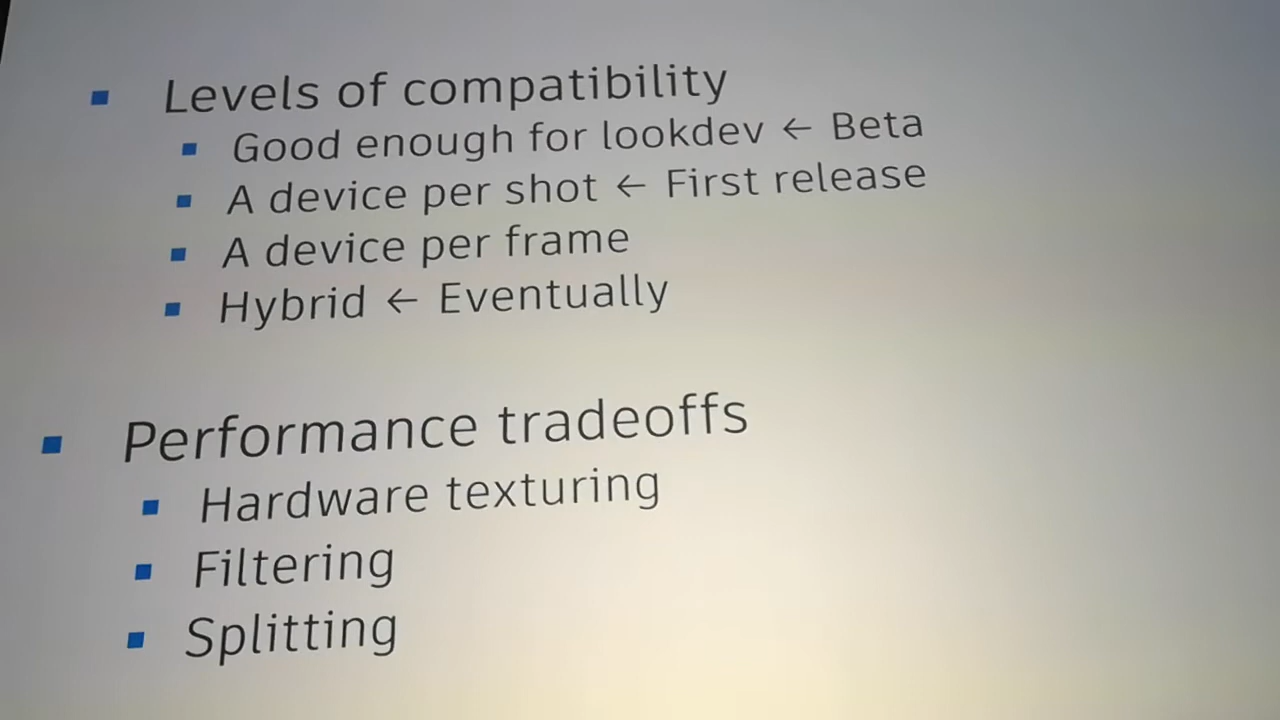 Levels of compatibility
Good enough for lookdev ← Beta
A device per shot ← First release
A device per frame
Hybrid ← Eventually
Performance tradeoffs
Hardware texturing
Filtering
Splitting